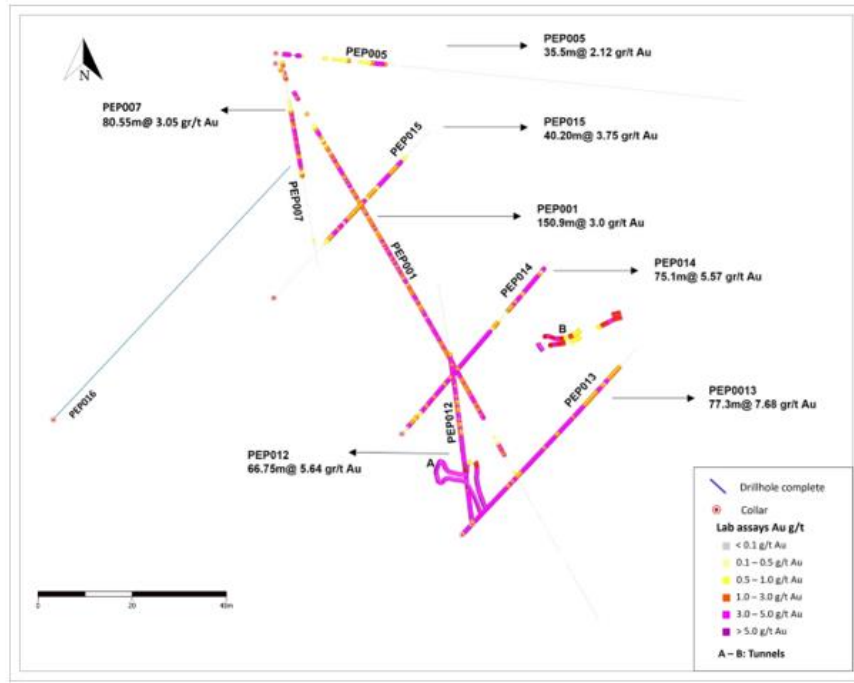 PEP005
35.5m@ 2.12 gr/t Au
PEP005
N
PEP007
80.55m@ 3.05 gr/t Au
PEP015
40.20m@ 3.75 gr/t Au
PEP015
PEP007
PEP001
150.9m@ 3.0 gr/t Au
PEP001
PEP014
75.1m@ 5.57 gr/t Au
PEP014
B
PEP016
PEP013
PEP0013
77.3m@ 7.68 gr/t Au
PEP012
PEP012
66.75m@ 5.64 gr/t Au
A
Drillhole complete
Collar
Lab assays Au g/t
< 0.1 g/t Au
0.1 – 0.5 g/t Au
0.5 – 1.0 g/t Au
1.0 – 3.0 g/t Au
3.0 – 5.0 g/t Au
> 5.0 g/t Au
A – B: Tunnels
0 20 40m